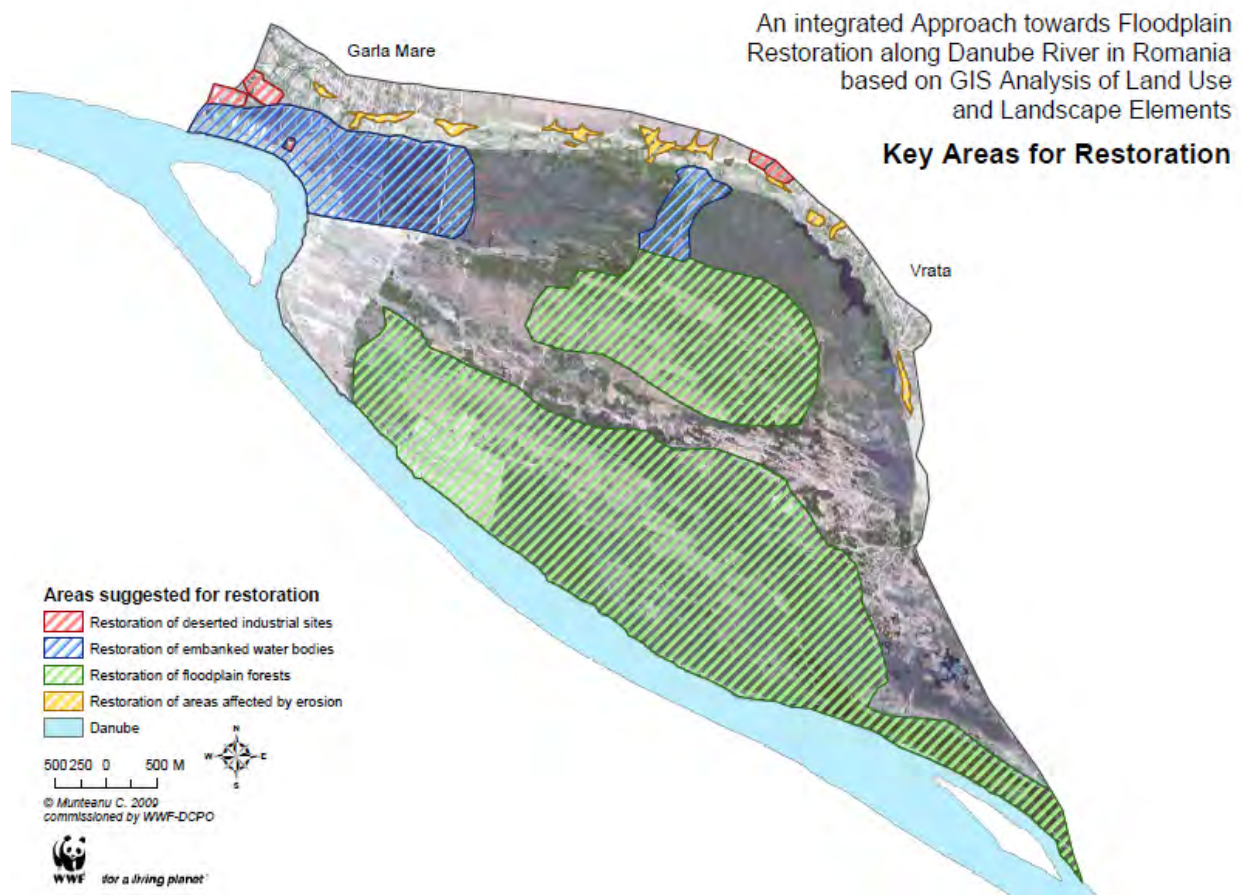 An integrated Approach towards Floodplain
Restoration along Danube River in Romania
based on GIS Analysis of Land Use
and Landscape Elements
Key Areas for Restoration
Garla Mare
Vrata
Areas suggested for restoration
Restoration of deserted industrial sites
Restoration of embanked water bodies
Restoration of floodplain forests
Restoration of areas affected by erosion
Danube
N
W E
S
500 250 0 500 M
© Munteanu C. 2009
commissioned by WWF-DCPO
WWF
for a living planet